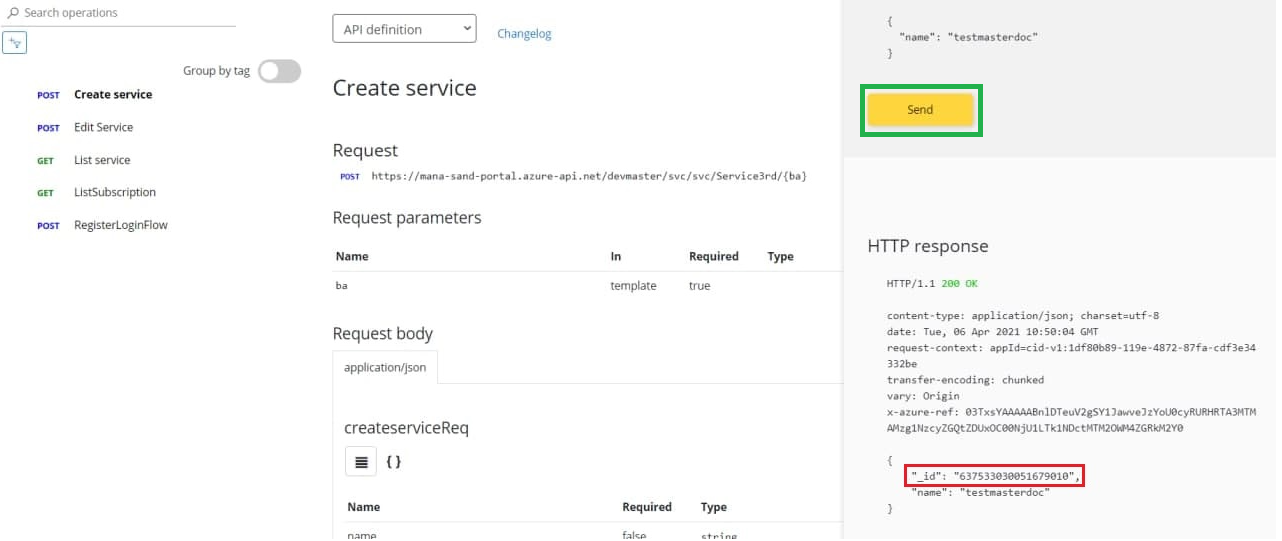 Search operations
Group by tag
POST Create service
POST Edit Service
GET List service
GET ListSubscription
POST RegisterLoginFlow
API definition
Changelog
Create service
Request
POST https://mana-sand-portal.azure-api.net/devmaster/svc/svc/Service3rd/{ba}
Request parameters
Name In Required Type
ba template true
Request body
application/json
createserviceReq
{ }
Name Required Type
name false string
{
"name": "testmasterdoc"
}
Send
HTTP response
HTTP/1.1 200 OK
content-type: application/json; charset=utf-8
date: Tue, 06 Apr 2021 10:50:04 GMT
request-context: appId=cid-v1:1df80b89-119e-4872-87fa-cdf3e34
332be
transfer-encoding: chunked
vary: Origin
x-azure-ref: 03TxsYAAAAABnlDTeuV2gSY1JawveJzYoU0cyRURHRTA3MTM
AMzg1NzcyZGQtZDUxOC00NjU1LTk1NDctMTM2OWM4ZGRkM2Y0
{
"_id": "637533030051679010",
"name": "testmasterdoc"
}